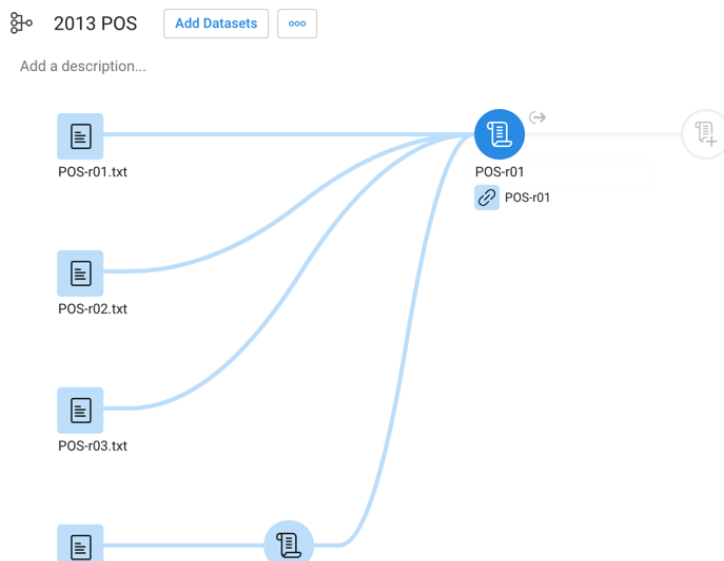 2013 POS
Add Datasets
Add a description...
POS-r01.txt
POS-r01
POS-r01
POS-r02.txt
POS-r03.txt